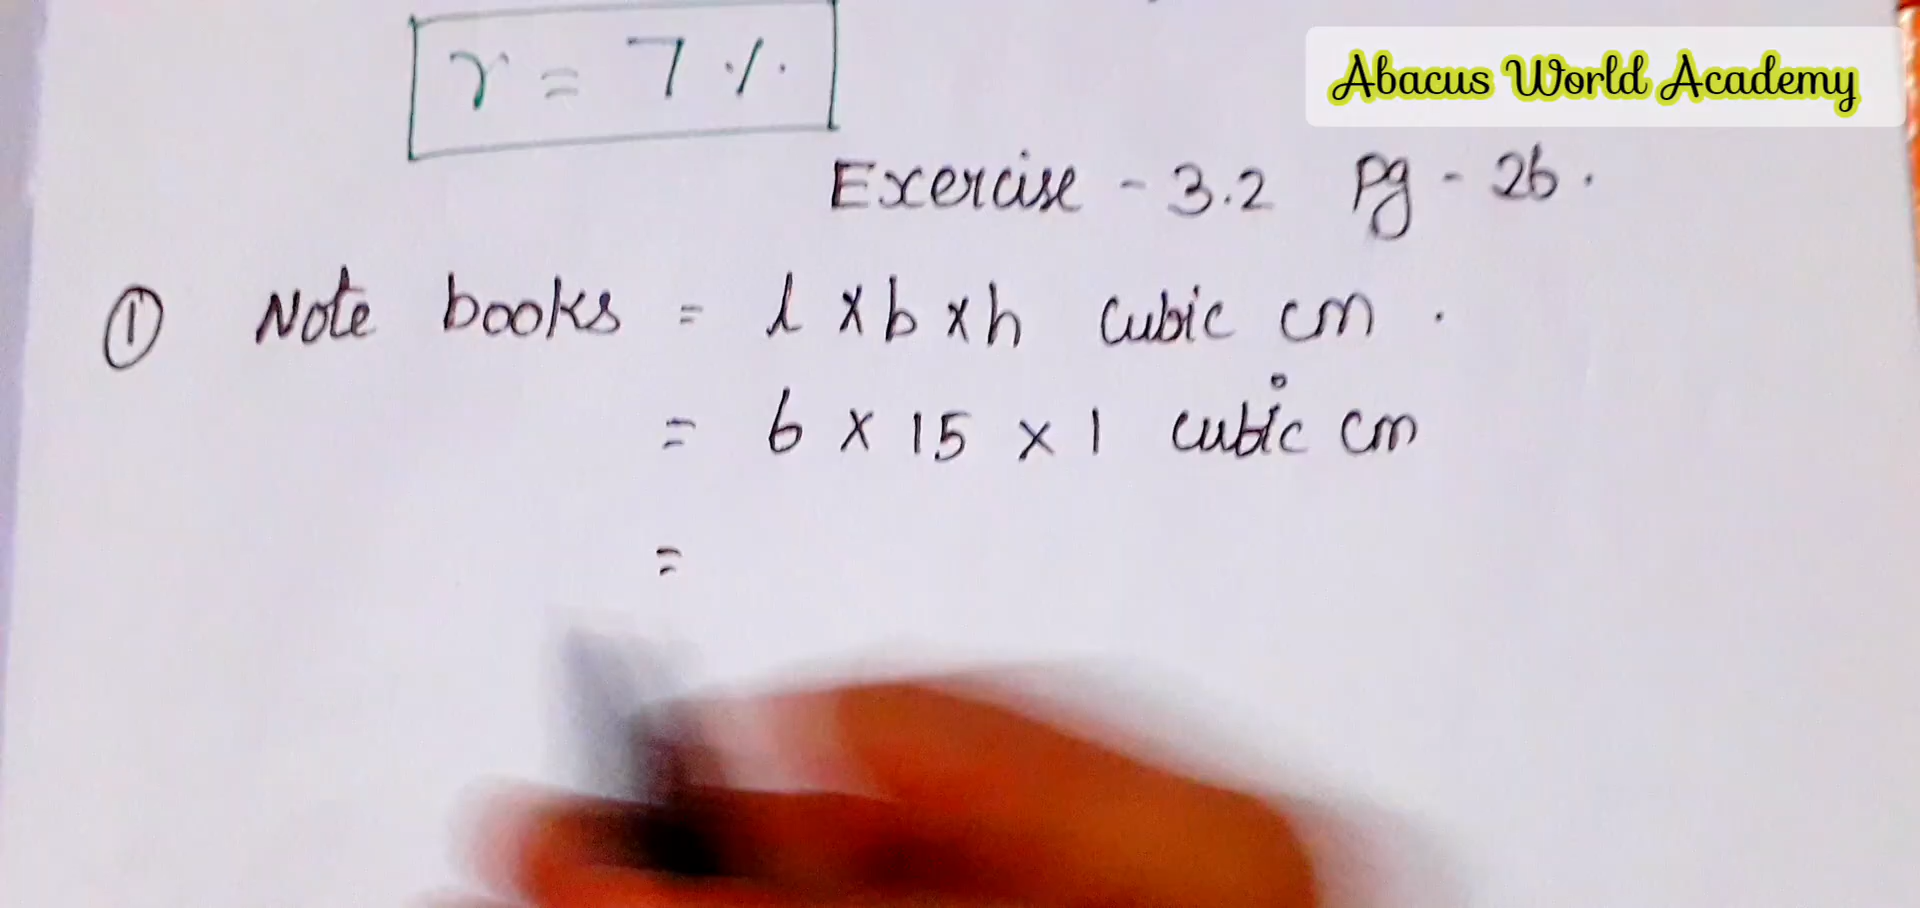 r = 7 %
Abacus World Academy
Exercise - 3.2 Pg - 26.
① Note books = l × b × h cubic cm.
= 6 × 15 × 1 cubic cm
=